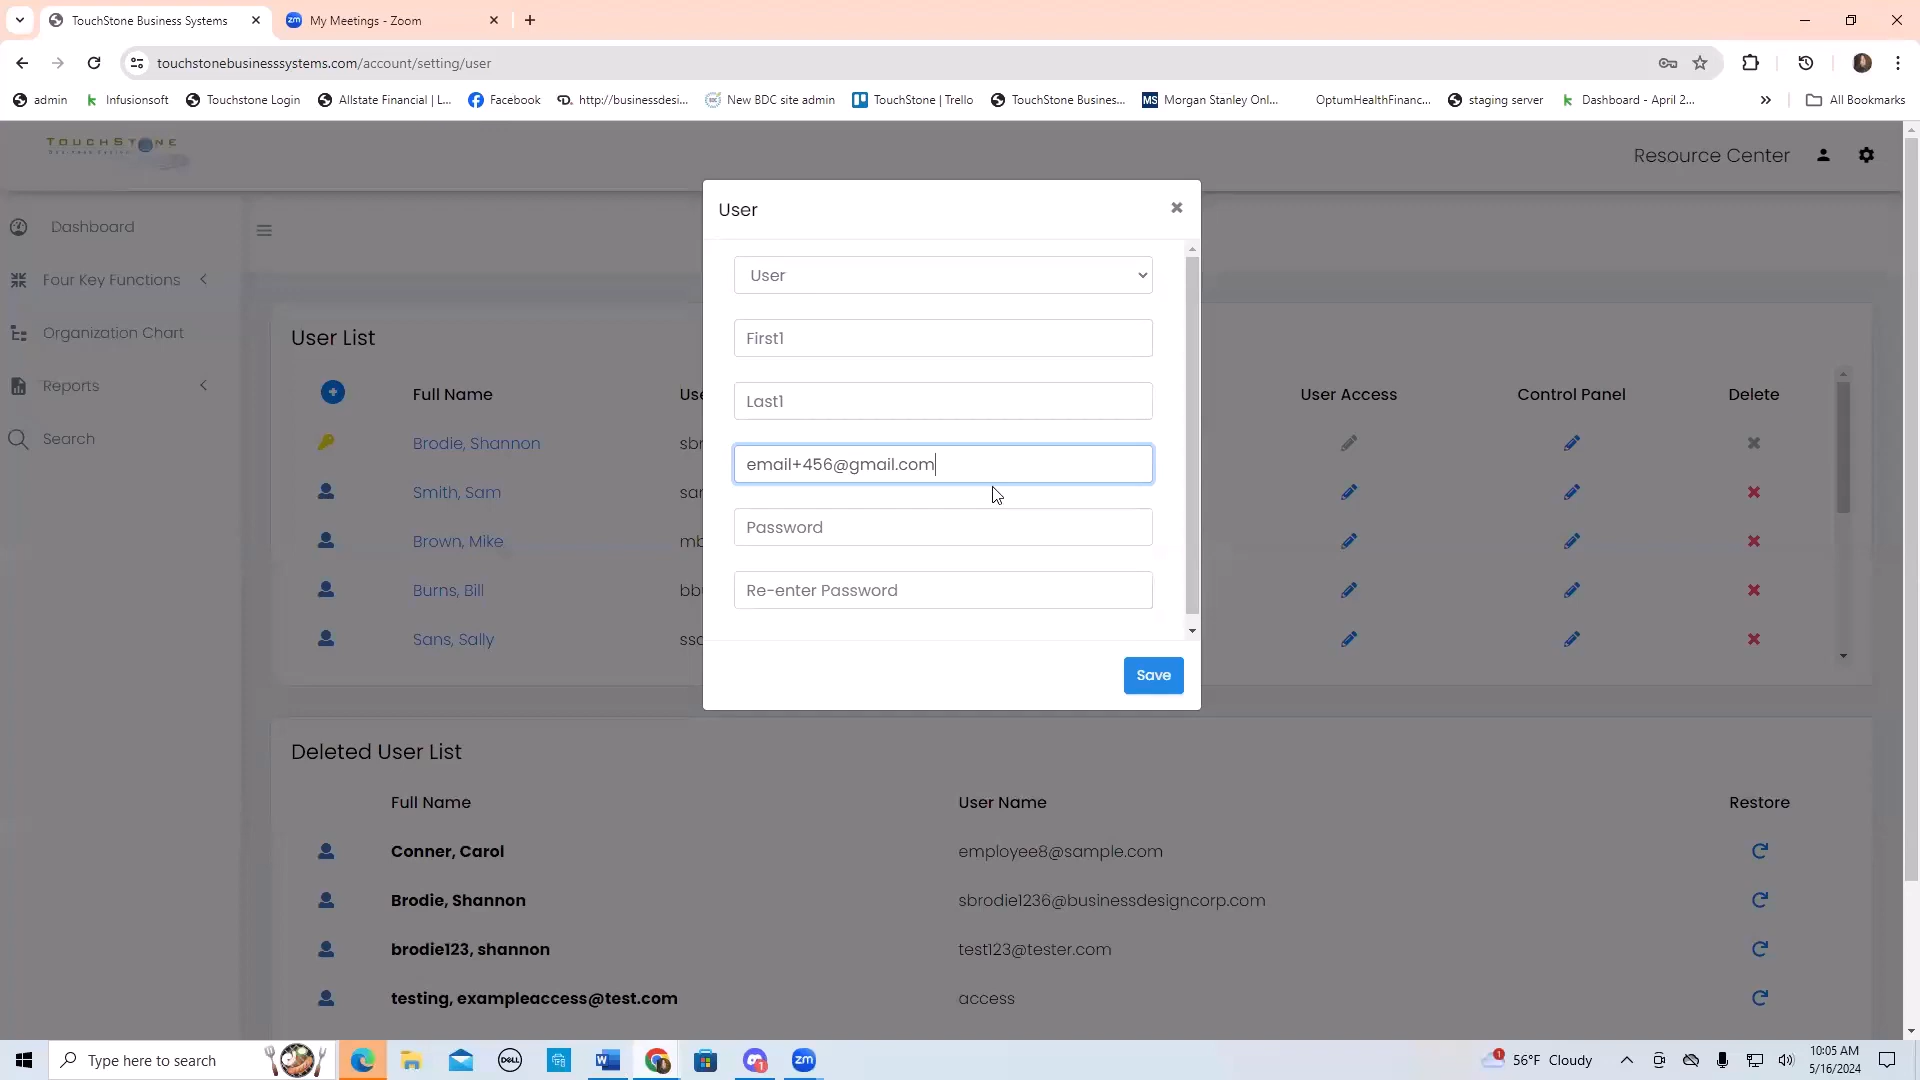 TouchStone Business Systems
My Meetings - Zoom
touchstonebusinesssystems.com/account/setting/user
admin
Infusionsoft
Touchstone Login
Allstate Financial | L...
Facebook
http://businessdesi...
New BDC site admin
TouchStone | Trello
TouchStone Busines...
MS Morgan Stanley Onl...
OptumHealthFinanc...
staging server
Dashboard - April 2...
All Bookmarks
TOUCHSTONE
Resource Center
Dashboard
Four Key Functions
Organization Chart
Reports
Search
User
User
First1
Last1
email+456@gmail.com
Password
Re-enter Password
Save
User List
Full Name Use User Access Control Panel Delete
Brodie, Shannon sbr
Smith, Sam sar
Brown, Mike mb
Burns, Bill bb
Sans, Sally ss
Deleted User List
Full Name User Name Restore
Conner, Carol employee8@sample.com
Brodie, Shannon sbrodie1236@businessdesigncorp.com
brodie123, shannon test123@tester.com
testing, exampleaccess@test.com access
Type here to search
DELL
zm
1
56°F Cloudy
10:05 AM
5/16/2024